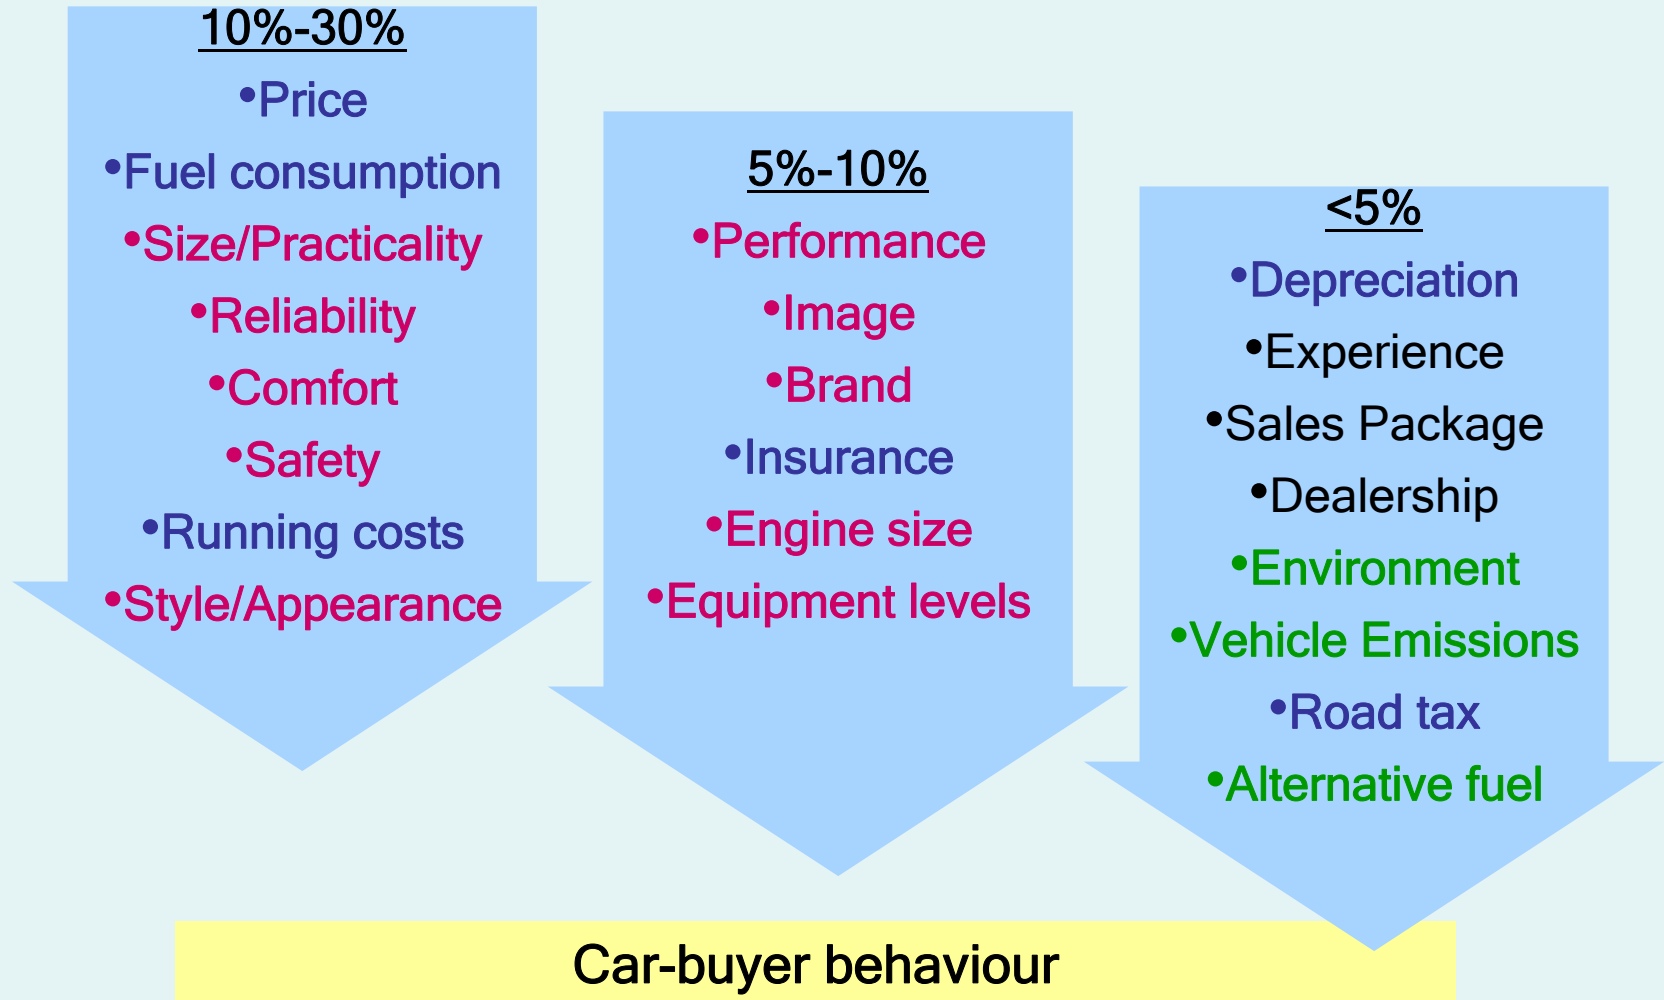 10%-30%
•Price
•Fuel consumption
•Size/Practicality
•Reliability
•Comfort
•Safety
•Running costs
•Style/Appearance
5%-10%
•Performance
•Image
•Brand
•Insurance
•Engine size
•Equipment levels
<5%
•Depreciation
•Experience
•Sales Package
•Dealership
•Environment
•Vehicle Emissions
•Road tax
•Alternative fuel
Car-buyer behaviour